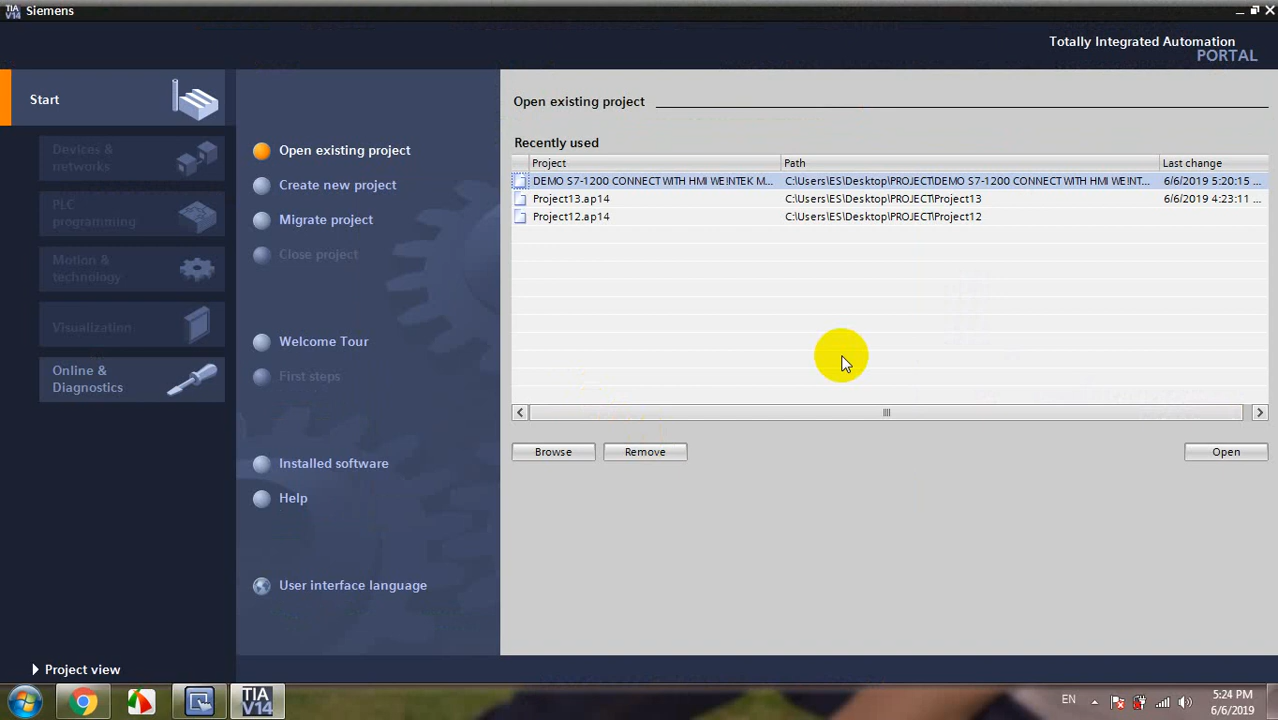 TIA
V14
Siemens
Totally Integrated Automation
PORTAL
Start
Devices &
networks
PLC
programming
Motion &
technology
Visualization
Online &
Diagnostics
Open existing project
Create new project
Migrate project
Close project
Welcome Tour
First steps
Installed software
Help
User interface language
Open existing project
Recently used
Project Path Last change
DEMO S7-1200 CONNECT WITH HMI WEINTEK M... C:\Users\ES\Desktop\PROJECT\DEMO S7-1200 CONNECT WITH HMI WEINT... 6/6/2019 5:20:15 ...
Project13.ap14 C:\Users\ES\Desktop\PROJECT\Project13 6/6/2019 4:23:11 ...
Project12.ap14 C:\Users\ES\Desktop\PROJECT\Project12
Browse Remove Open
Project view
TIA
V14
EN
5:24 PM
6/6/2019